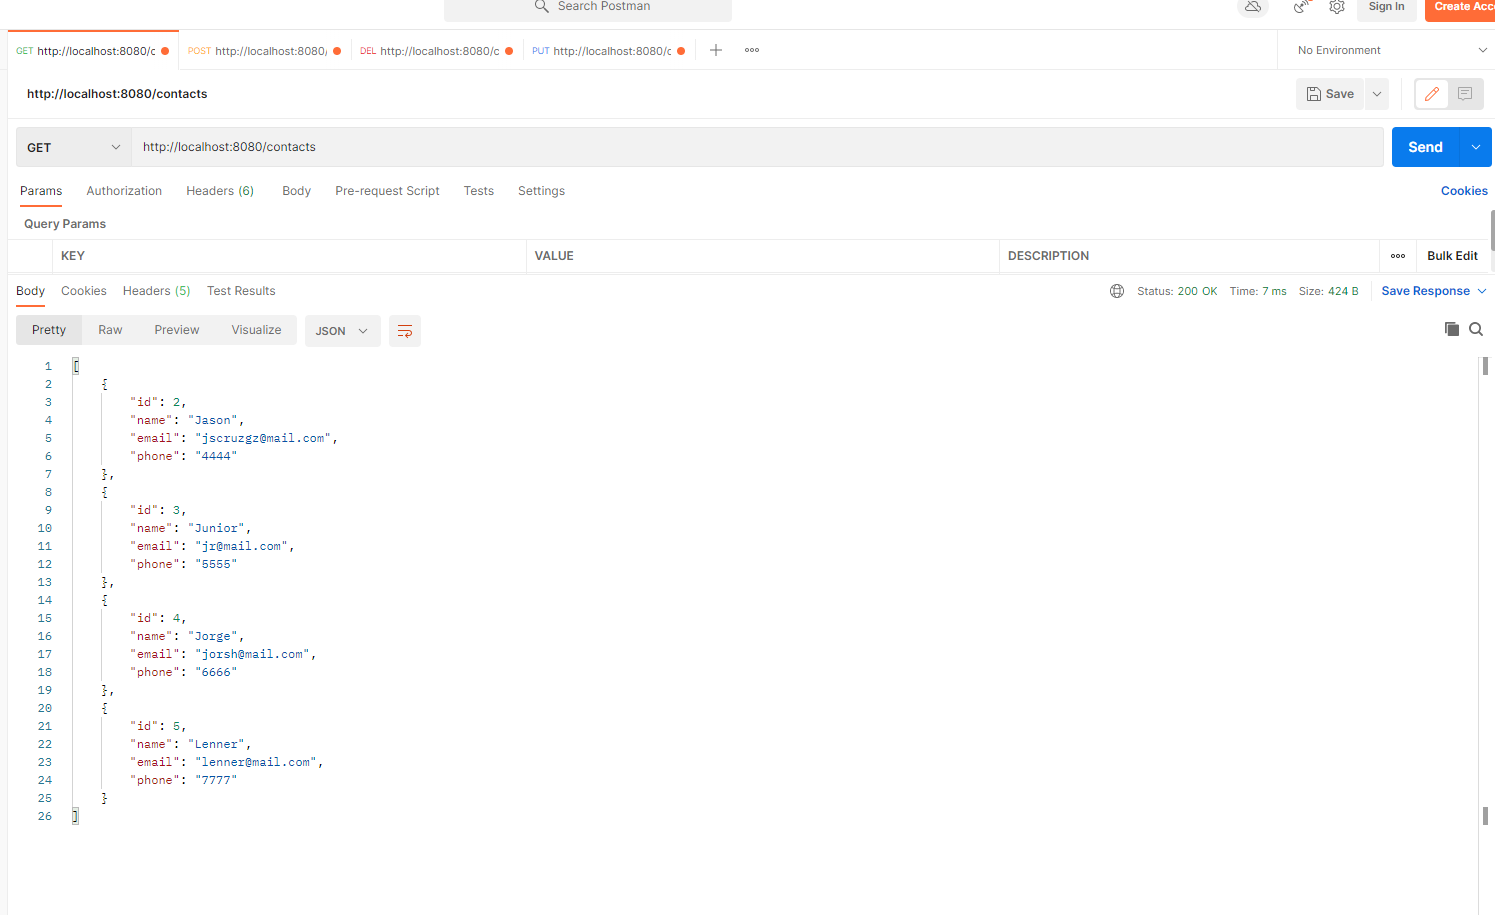 Search Postman
Sign In
Create Acc
GET http://localhost:8080/c
POST http://localhost:8080/
DEL http://localhost:8080/c
PUT http://localhost:8080/c
No Environment
http://localhost:8080/contacts
Save
GET http://localhost:8080/contacts Send
Params Authorization Headers (6) Body Pre-request Script Tests Settings Cookies
Query Params
KEY VALUE DESCRIPTION Bulk Edit
Body Cookies Headers (5) Test Results Status: 200 OK Time: 7 ms Size: 424 B Save Response
Pretty Raw Preview Visualize JSON
1 [
2 {
3 "id": 2,
4 "name": "Jason",
5 "email": "jscruzgz@mail.com",
6 "phone": "4444"
7 },
8 {
9 "id": 3,
10 "name": "Junior",
11 "email": "jr@mail.com",
12 "phone": "5555"
13 },
14 {
15 "id": 4,
16 "name": "Jorge",
17 "email": "jorsh@mail.com",
18 "phone": "6666"
19 },
20 {
21 "id": 5,
22 "name": "Lenner",
23 "email": "lenner@mail.com",
24 "phone": "7777"
25 }
26 ]